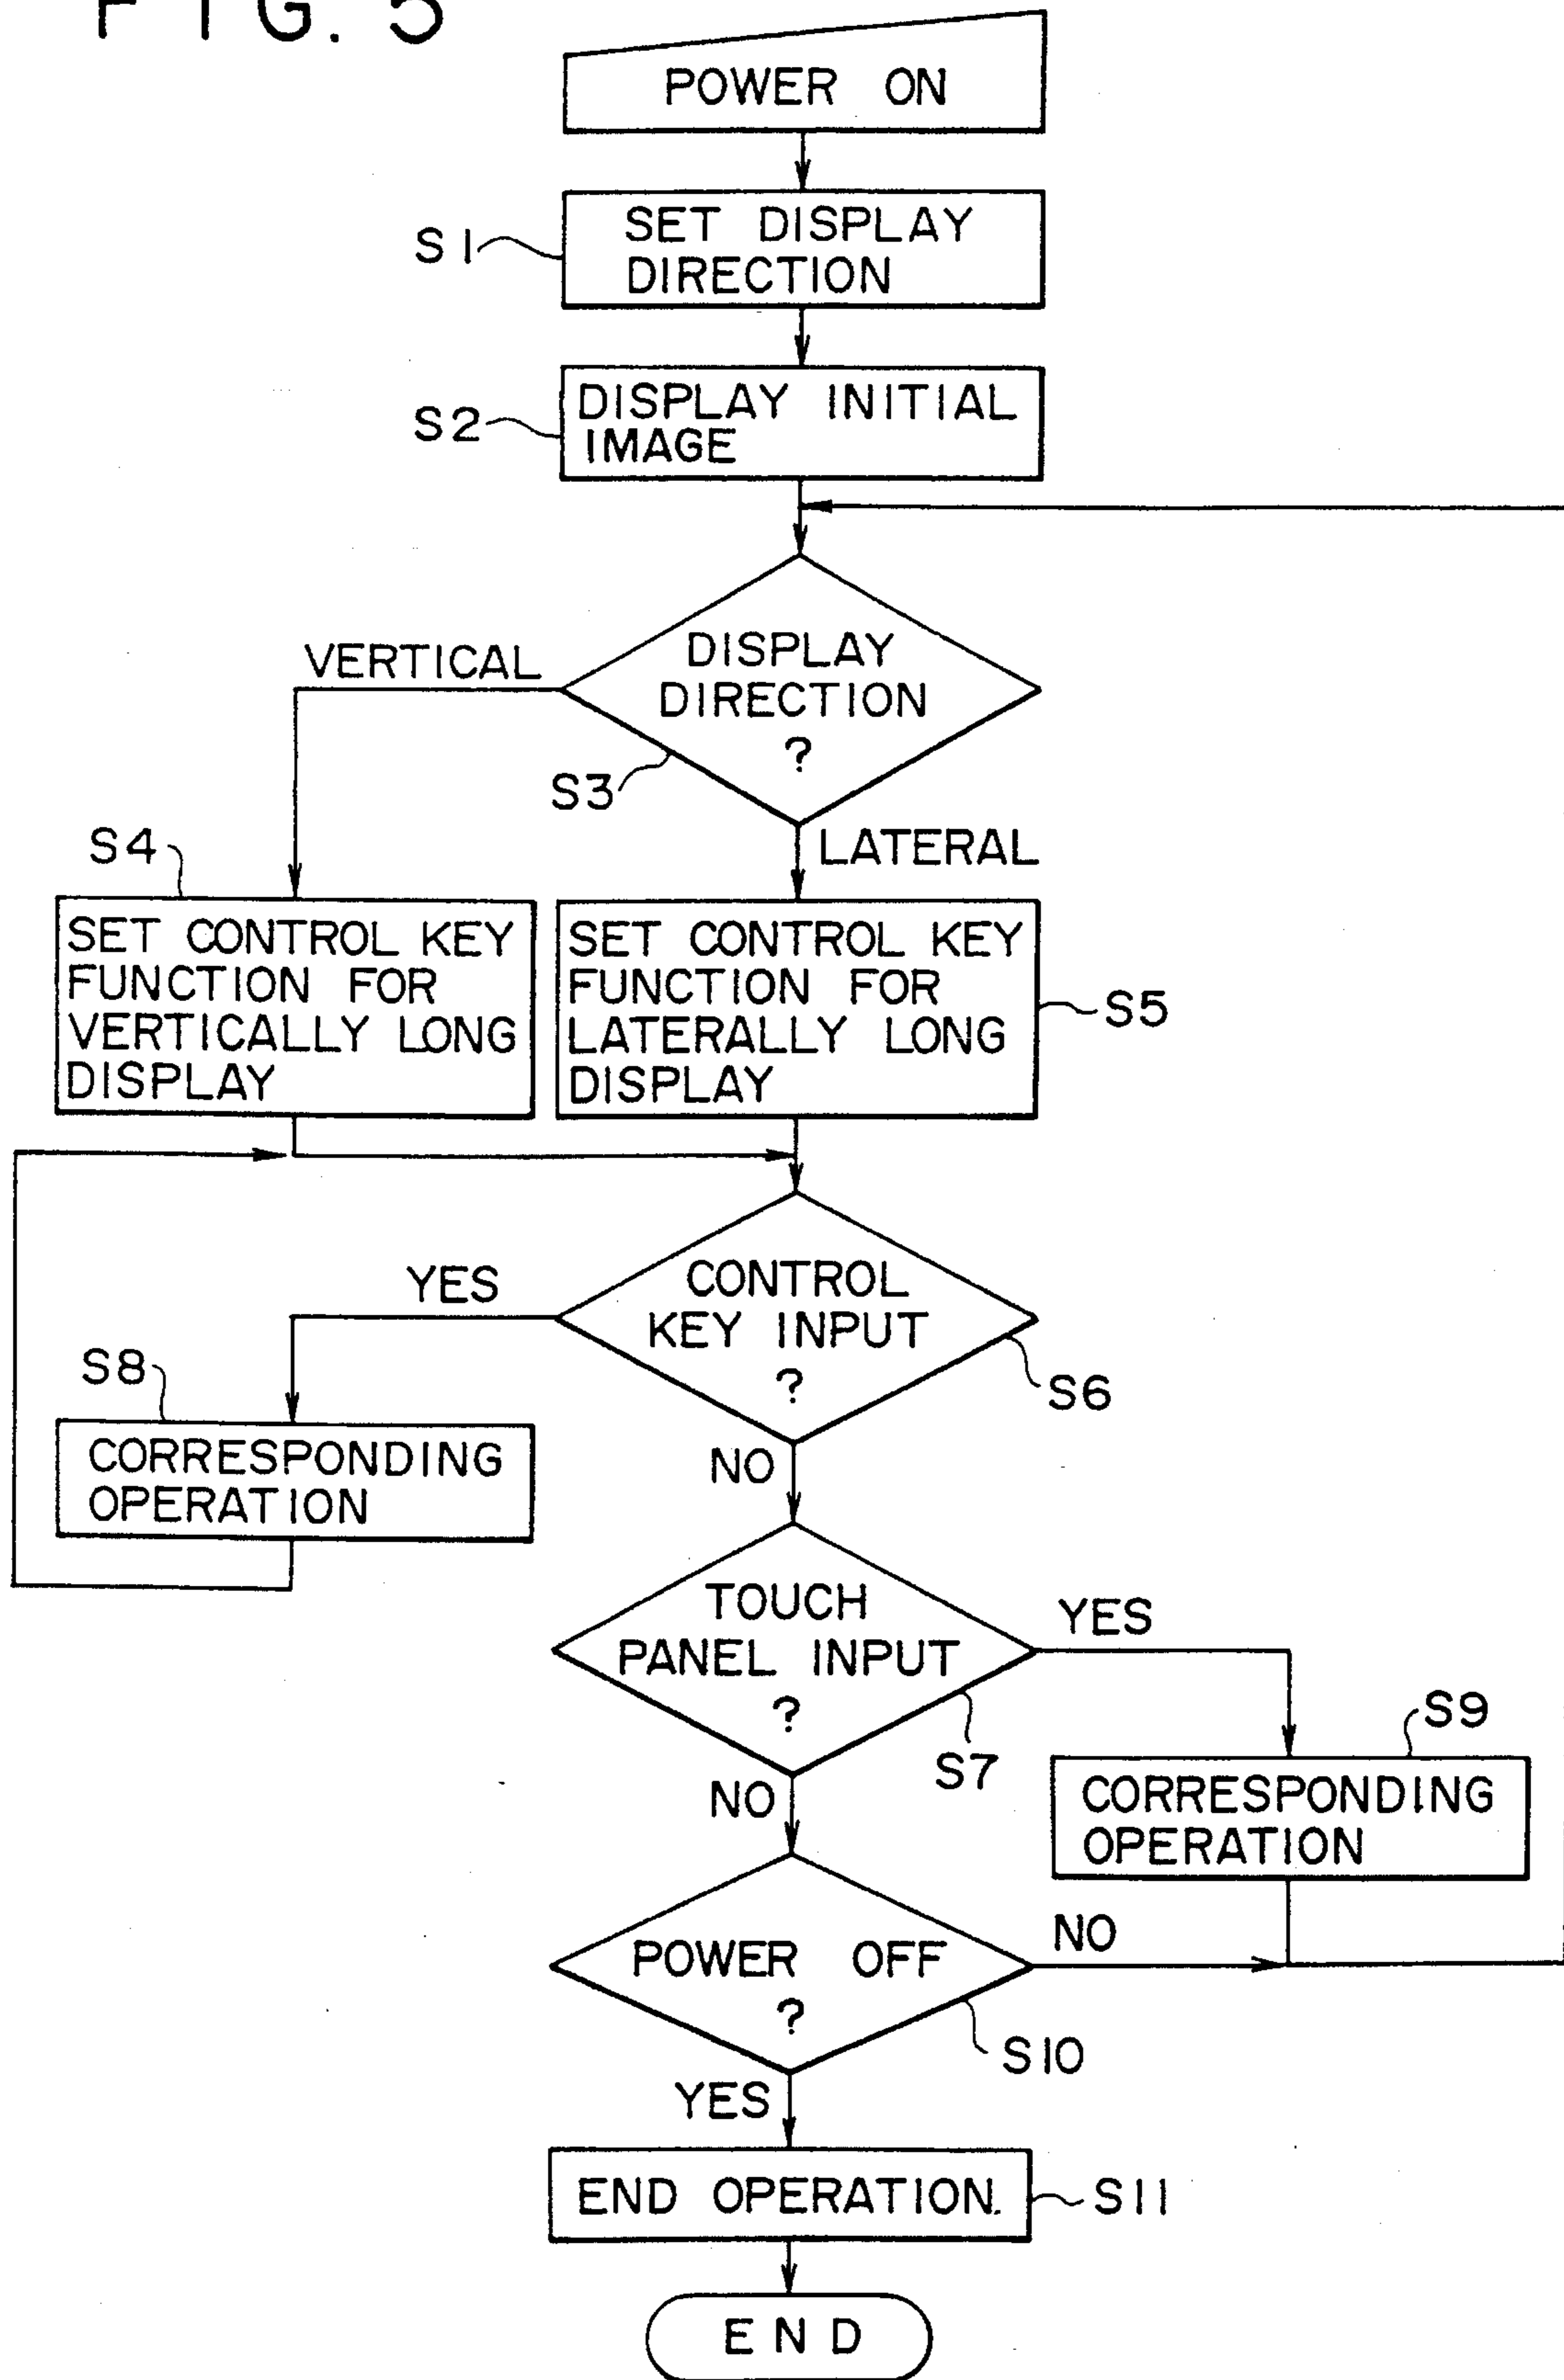 FIG. 5
POWER ON
S1
SET DISPLAY
DIRECTION
S2
DISPLAY INITIAL
IMAGE
VERTICAL
DISPLAY
DIRECTION
?
S3
LATERAL
S4
SET CONTROL KEY
FUNCTION FOR
VERTICALLY LONG
DISPLAY
SET CONTROL KEY
FUNCTION FOR
LATERALLY LONG
DISPLAY
S5
YES
CONTROL
KEY INPUT
?
S6
S8
CORRESPONDING
OPERATION
NO
TOUCH
PANEL INPUT
?
YES
S7
S9
CORRESPONDING
OPERATION
NO
POWER OFF
?
NO
S10
YES
END OPERATION.
S11
END